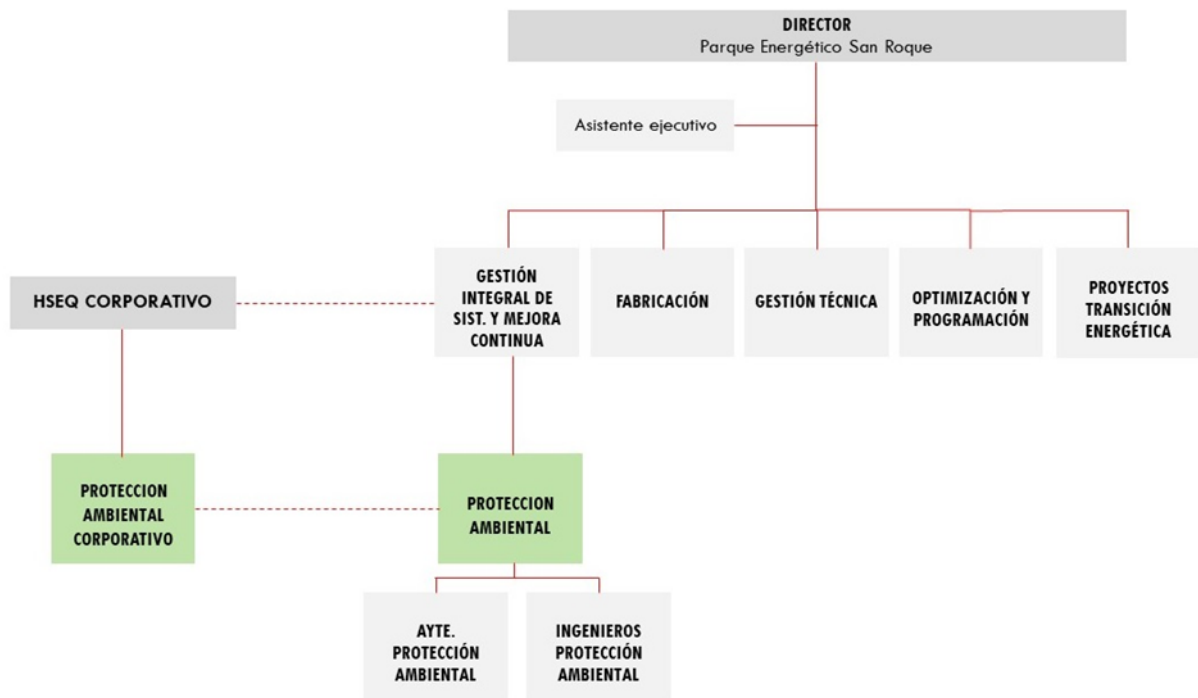 DIRECTOR
Parque Energético San Roque
Asistente ejecutivo
HSEQ CORPORATIVO
GESTIÓN
INTEGRAL DE
SIST. Y MEJORA
CONTINUA
FABRICACIÓN
GESTIÓN TÉCNICA
OPTIMIZACIÓN Y
PROGRAMACIÓN
PROYECTOS
TRANSICIÓN
ENERGÉTICA
PROTECCION
AMBIENTAL
CORPORATIVO
PROTECCION
AMBIENTAL
AYTE.
PROTECCIÓN
AMBIENTAL
INGENIEROS
PROTECCIÓN
AMBIENTAL